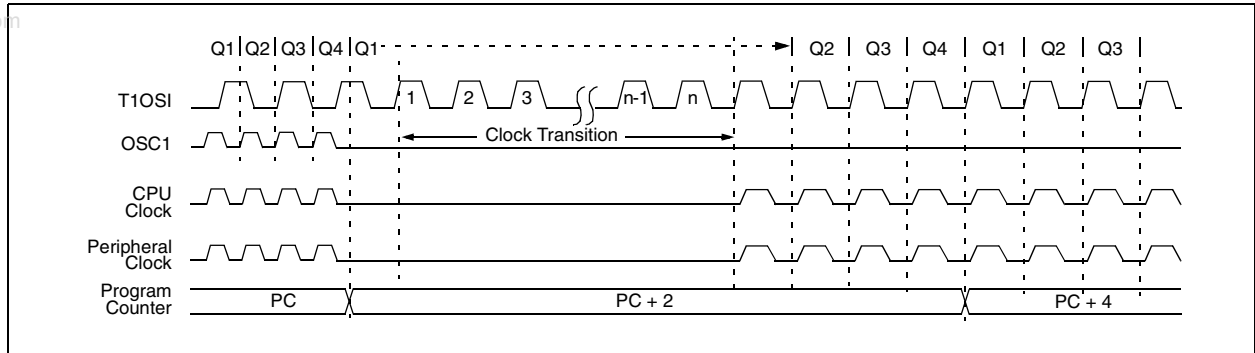 om
Q1 Q2 Q3 Q4 Q1 Q2 Q3 Q4 Q1 Q2 Q3
T1OSI 1 2 3 n-1 n
OSC1 Clock Transition
CPU
Clock
Peripheral
Clock
Program
Counter PC PC + 2 PC + 4